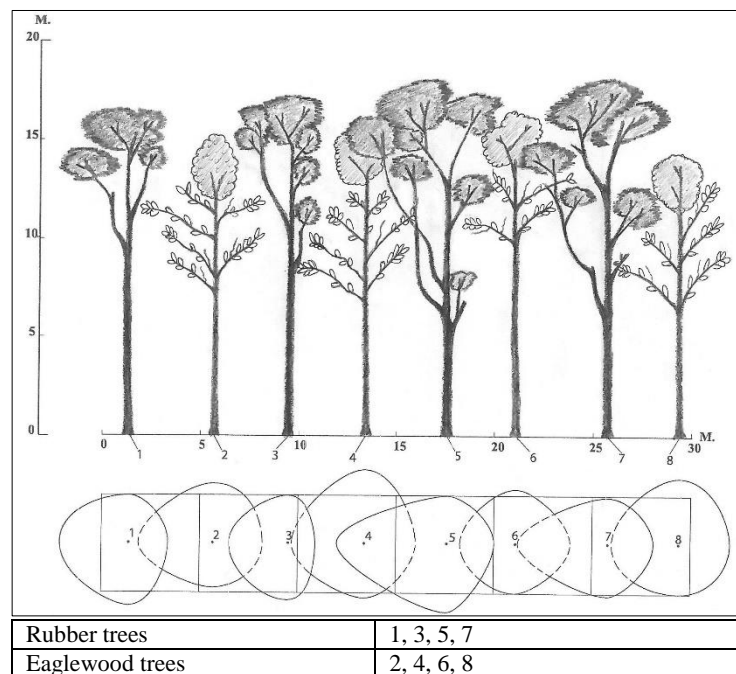 M.
20
15
10
5
0
0 5 10 15 20 25 30 M.
1 2 3 4 5 6 7 8
1 2 3 4 5 6 7 8
Rubber trees 1, 3, 5, 7
Eaglewood trees 2, 4, 6, 8